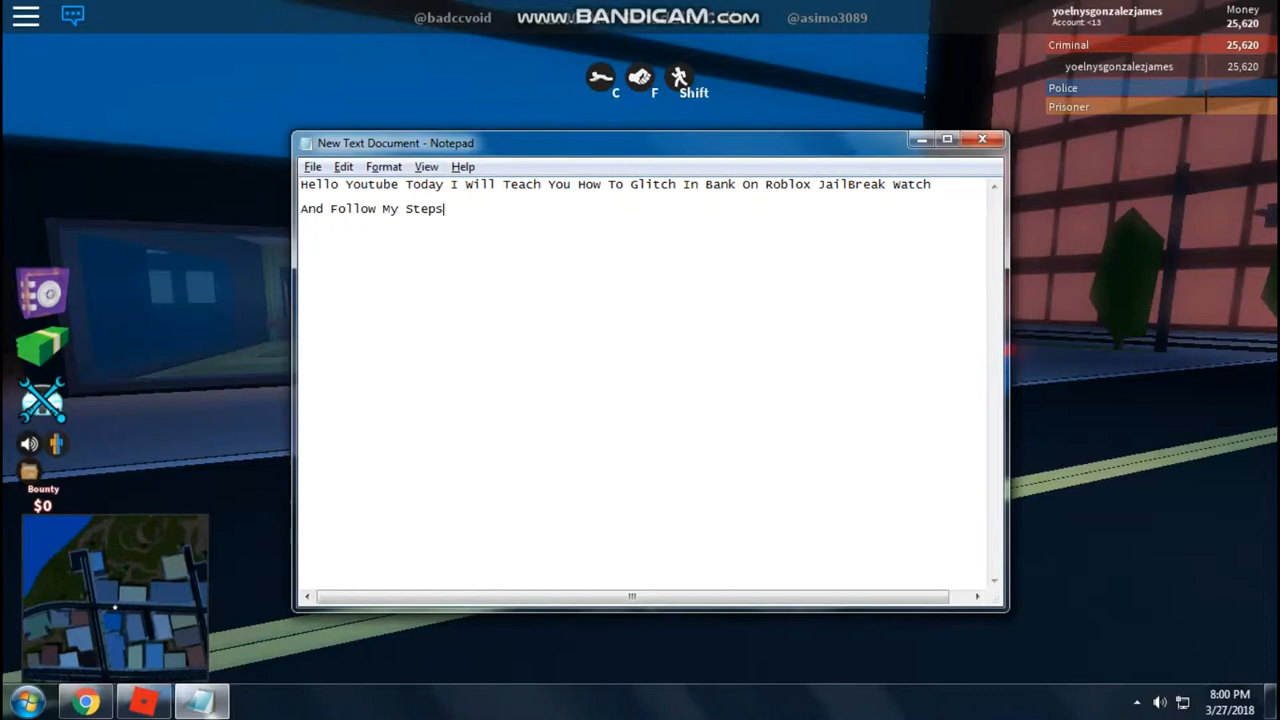 @badccvoid
www.BANDICAM.com
@asimo3089
yoelnysgonzalezjames
Account: <13
Money
25,620
Criminal 25,620
yoelnysgonzalezjames 25,620
Police
Prisoner
C
F
Shift
New Text Document - Notepad
File Edit Format View Help
Hello Youtube Today I Will Teach You How To Glitch In Bank On Roblox JailBreak Watch
And Follow My Steps
Bounty
$0
8:00 PM
3/27/2018